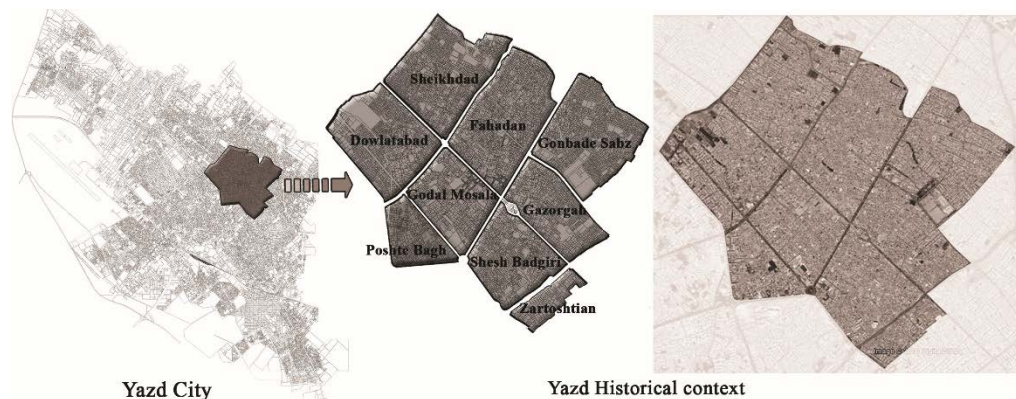 Sheikhdad
Fahadan
Dowlatabad
Gonbade Sabz
Godal Mosala
Gazorgah
Poshte Bagh
Shesh Badgiri
Zartoshtian
Yazd City
Yazd Historical context